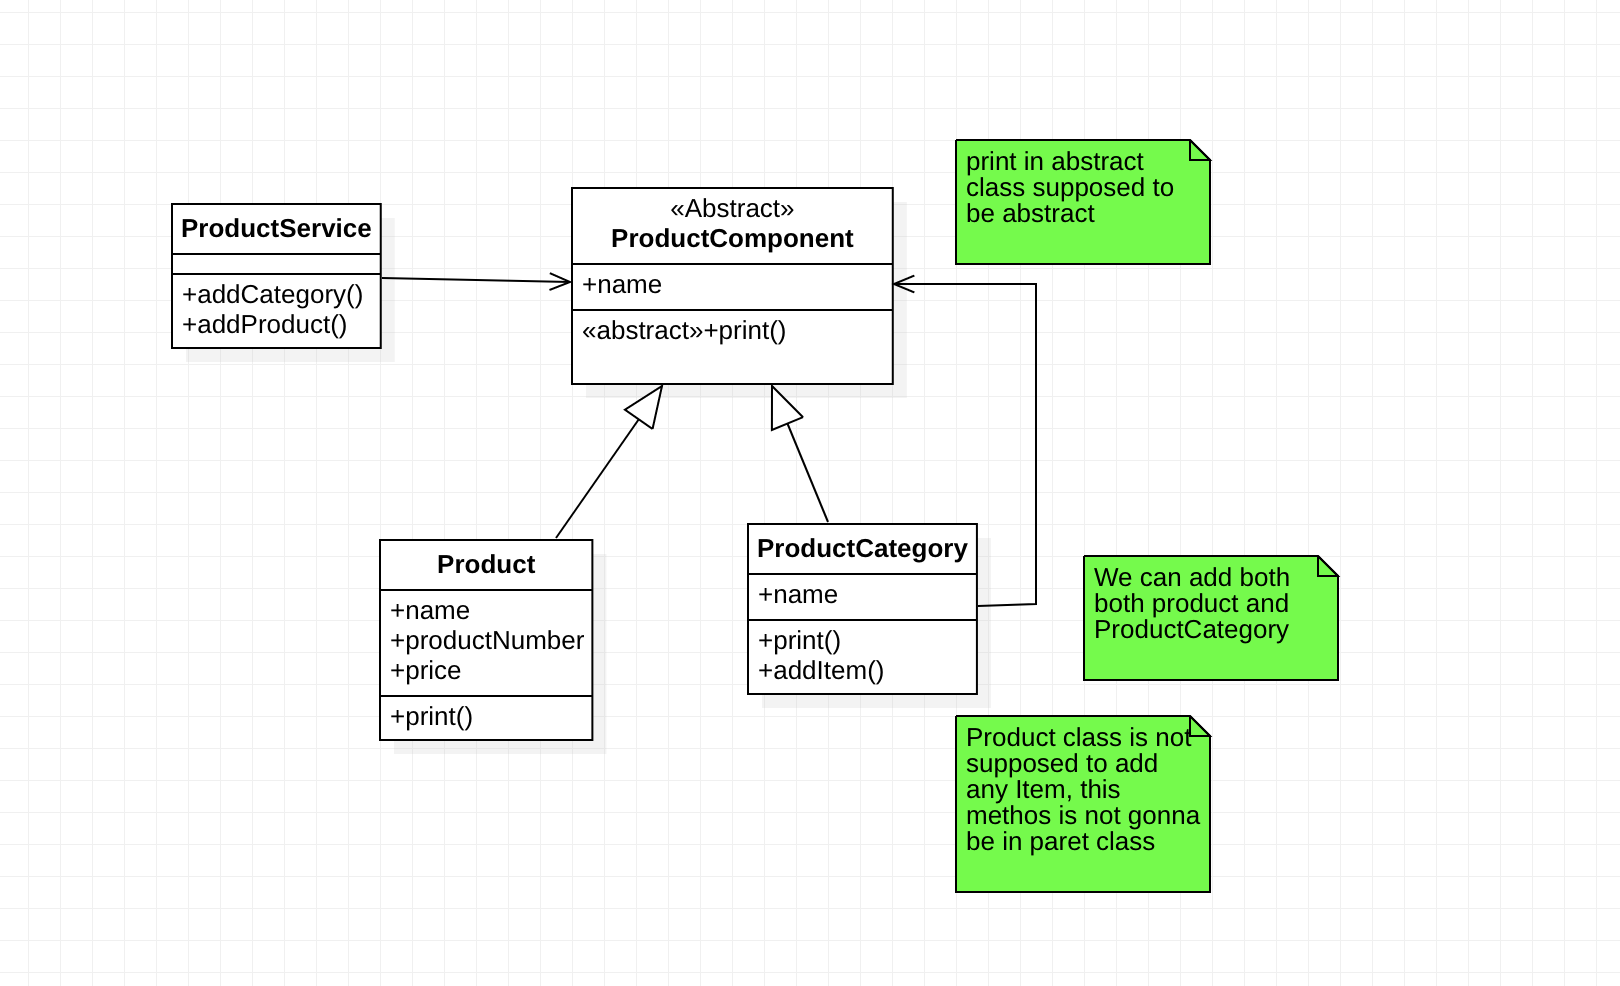 ProductService
+addCategory()
+addProduct()
«Abstract»
ProductComponent
+name
«abstract»+print()
print in abstract
class supposed to
be abstract
Product
+name
+productNumber
+price
+print()
ProductCategory
+name
+print()
+addItem()
We can add both
both product and
ProductCategory
Product class is not
supposed to add
any Item, this
methos is not gonna
be in paret class